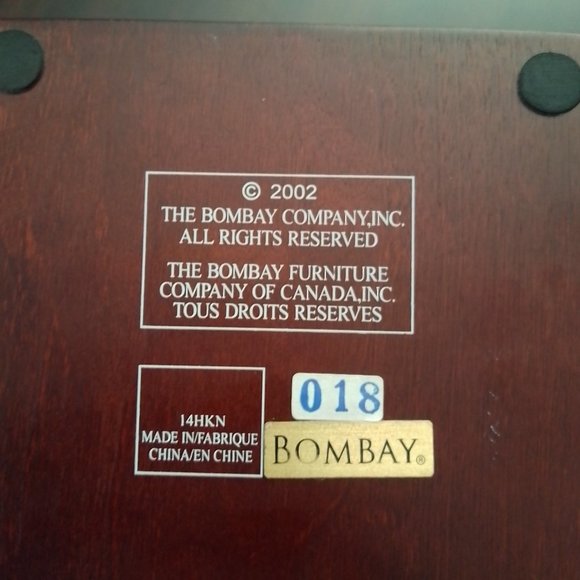 © 2002
THE BOMBAY COMPANY,INC.
ALL RIGHTS RESERVED
THE BOMBAY FURNITURE
COMPANY OF CANADA,INC.
TOUS DROITS RESERVES
018
14HKN
MADE IN/FABRIQUE
CHINA/EN CHINE
BOMBAY®